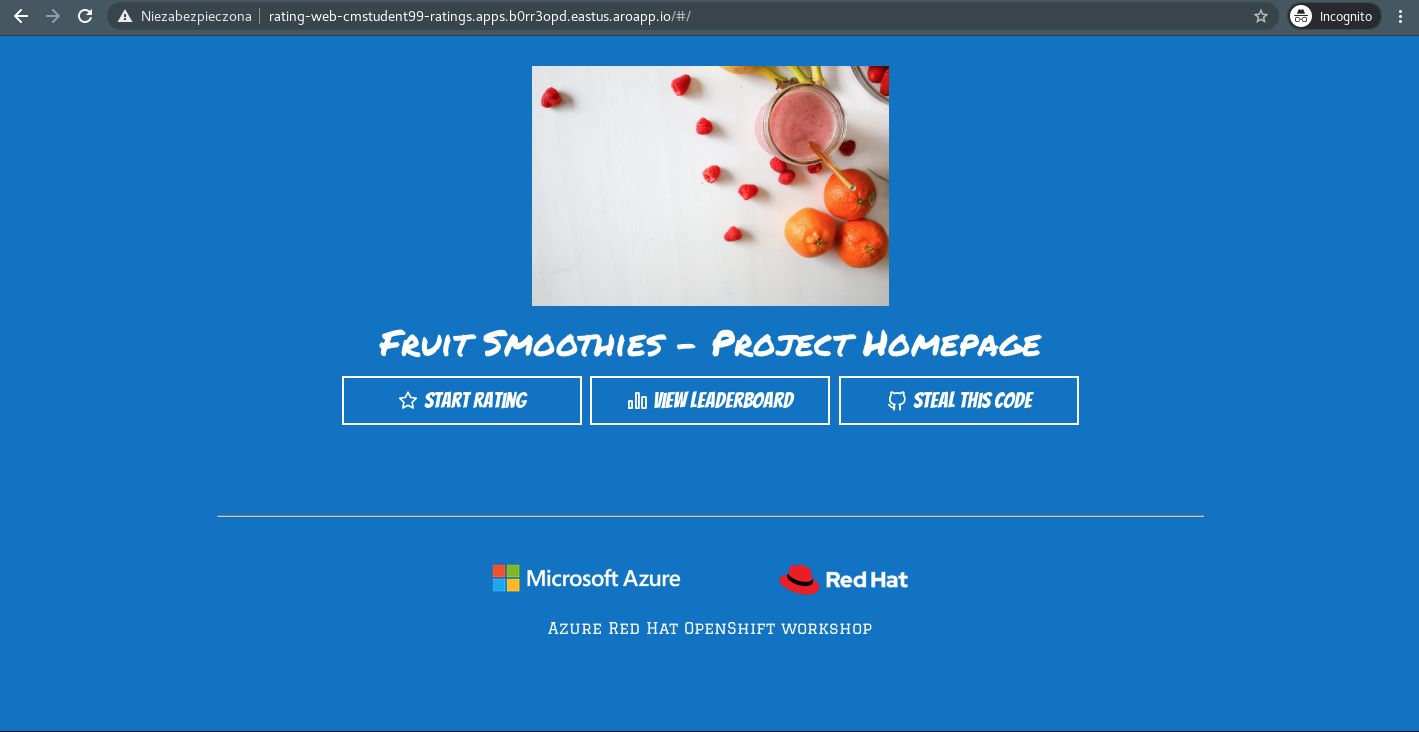 Niezabezpieczona rating-web-cmstudent99-ratings.apps.b0rr3opd.eastus.aroapp.io/#/ Incognito
Fruit Smoothies – Project Homepage
START RATING VIEW LEADERBOARD STEAL THIS CODE
Microsoft Azure Red Hat
Azure Red Hat OpenShift workshop